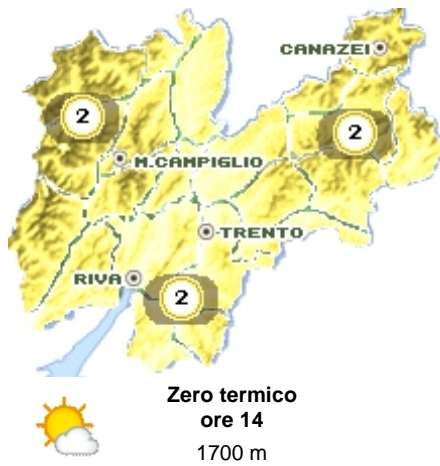 CANAZEI
2
2
M.CAMPIGLIO
TRENTO
RIVA
2
Zero termico
ore 14
1700 m